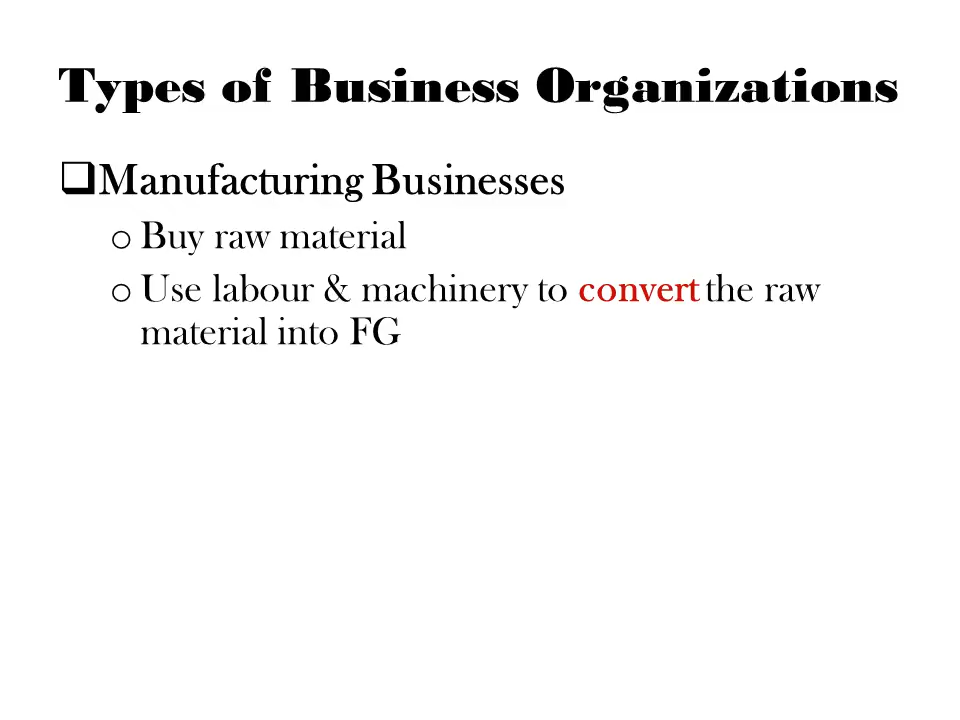 Types of Business Organizations
❑Manufacturing Businesses
o Buy raw material
o Use labour & machinery to convert the raw
material into FG